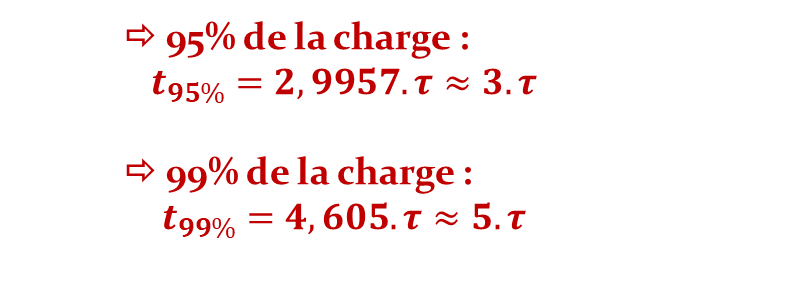 ⇨ 95% de la charge :
t₉₅% = 2,9957.τ ≈ 3.τ
⇨ 99% de la charge :
t₉₉% = 4,605.τ ≈ 5.τ